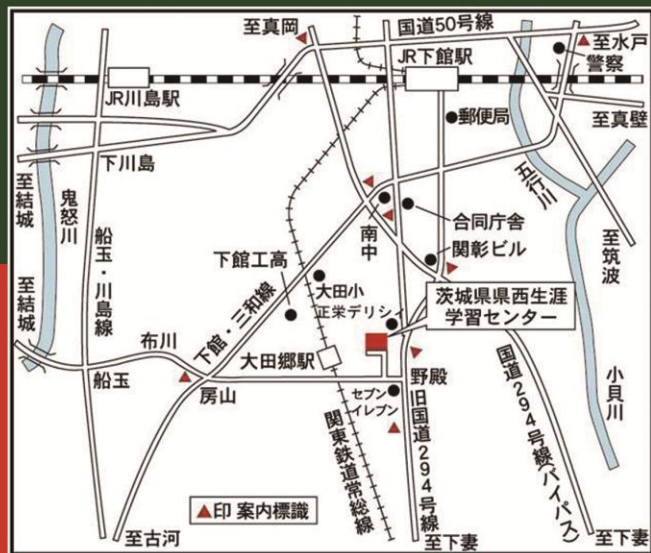 至真岡
国道50号線
至水戸
警察
JR下館駅
JR川島駅
郵便局
至真壁
下川島
至結城
鬼怒川
五行川
南中
合同庁舎
関彰ビル
至筑波
船玉・川島線
下館工高
大田小
正栄デリシィ
茨城県県西生涯
学習センター
下館・三和線
至結城
布川
大田郷駅
船玉
房山
野殿
セブン
イレブン
旧国道294号線
国道294号線(バイパス)
小貝川
関東鉄道常総線
▲印 案内標識
至古河
至下妻
至下妻